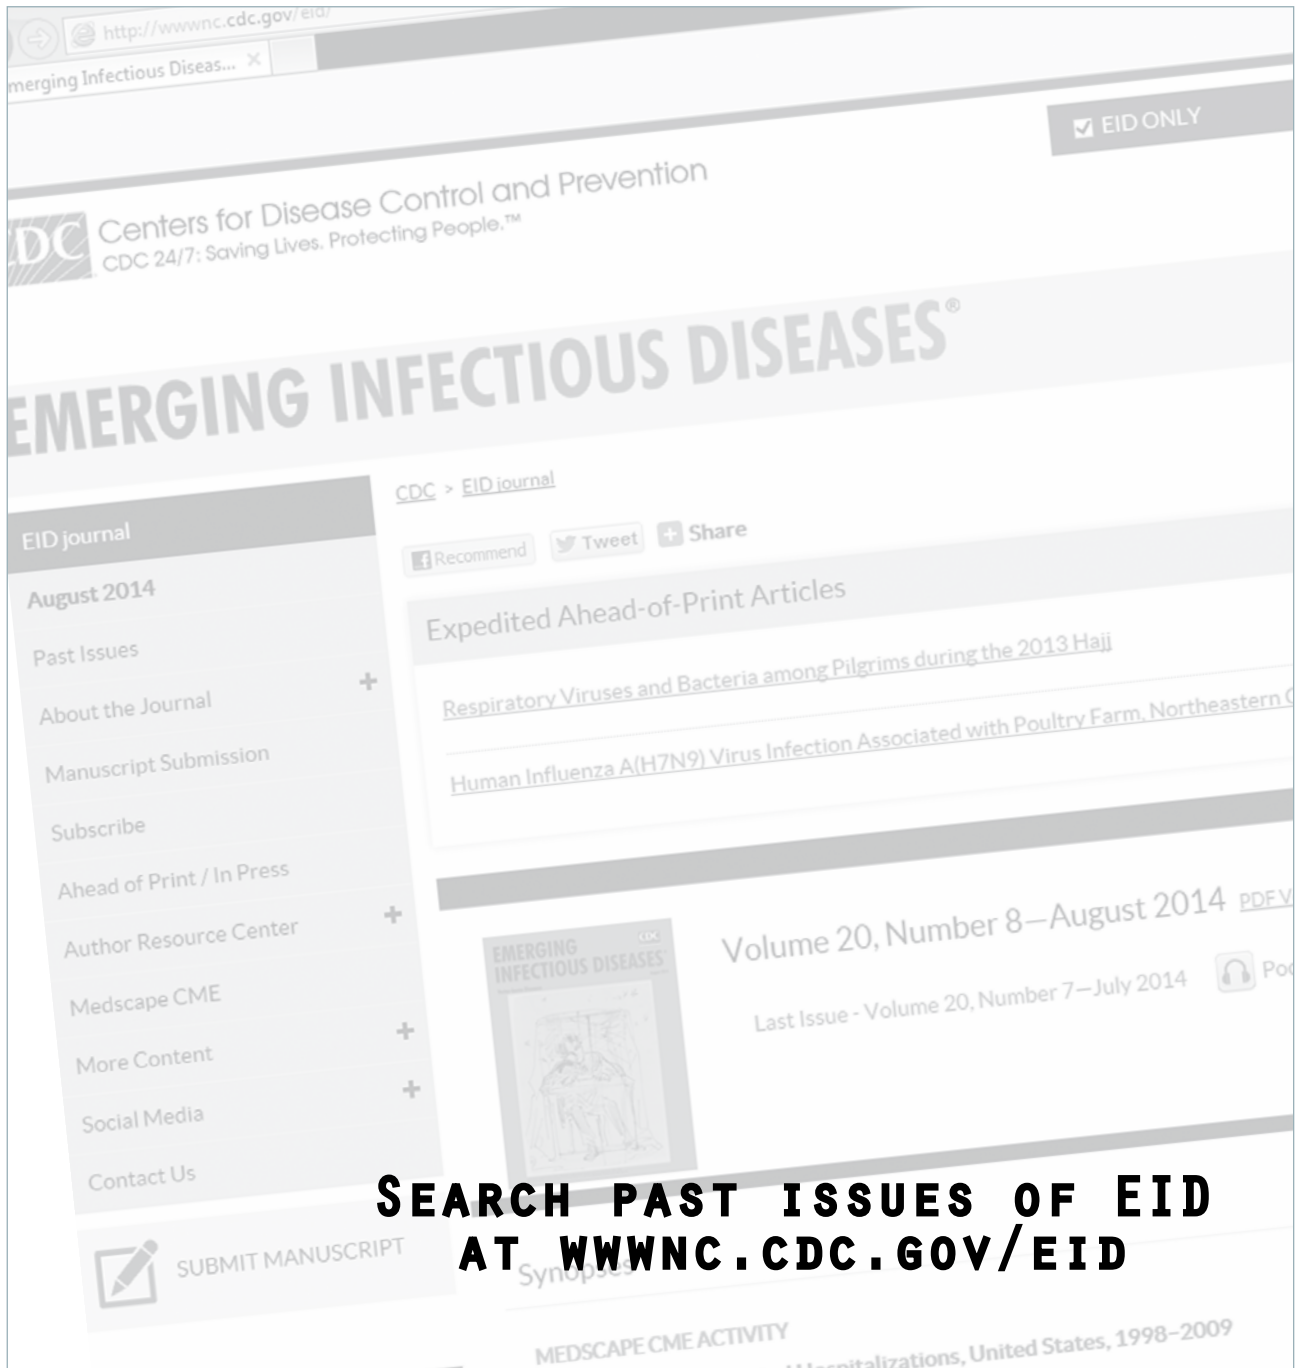 http://wwwnc.cdc.gov/eid/
merging Infectious Diseas...
EID ONLY
CDC
Centers for Disease Control and Prevention
CDC 24/7: Saving Lives. Protecting People.™
EMERGING INFECTIOUS DISEASES®
CDC > EID journal
Recommend Tweet Share
EID journal
August 2014
Past Issues
About the Journal
Manuscript Submission
Subscribe
Ahead of Print / In Press
Author Resource Center
Medscape CME
More Content
Social Media
Contact Us
SUBMIT MANUSCRIPT
Expedited Ahead-of-Print Articles
Respiratory Viruses and Bacteria among Pilgrims during the 2013 Hajj
Human Influenza A(H7N9) Virus Infection Associated with Poultry Farm, Northeastern
EMERGING
INFECTIOUS DISEASES
CDC
Volume 20, Number 8—August 2014 PDF V
Last Issue - Volume 20, Number 7—July 2014
Search past issues of EID
at wwwnc.cdc.gov/eid
Synopses
MEDSCAPE CME ACTIVITY
Hospitalizations, United States, 1998–2009